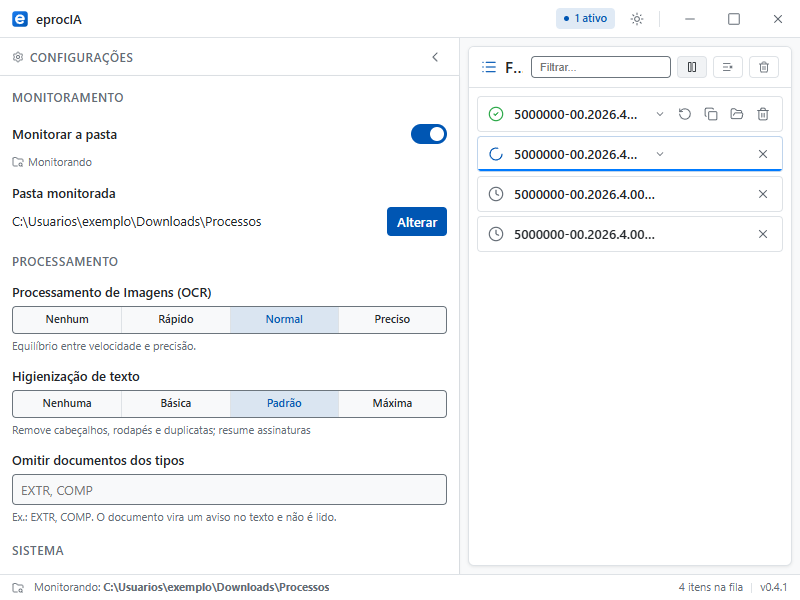 eprocIA
1 ativo
CONFIGURAÇÕES
MONITORAMENTO
Monitorar a pasta
Monitorando
Pasta monitorada
C:\Usuarios\exemplo\Downloads\Processos
Alterar
PROCESSAMENTO
Processamento de Imagens (OCR)
Nenhum Rápido Normal Preciso
Equilíbrio entre velocidade e precisão.
Higienização de texto
Nenhuma Básica Padrão Máxima
Remove cabeçalhos, rodapés e duplicatas; resume assinaturas
Omitir documentos dos tipos
EXTR, COMP
Ex.: EXTR, COMP. O documento vira um aviso no texto e não é lido.
SISTEMA
F... Filtrar...
5000000-00.2026.4...
5000000-00.2026.4...
5000000-00.2026.4.00...
5000000-00.2026.4.00...
Monitorando: C:\Usuarios\exemplo\Downloads\Processos
4 itens na fila v0.4.1